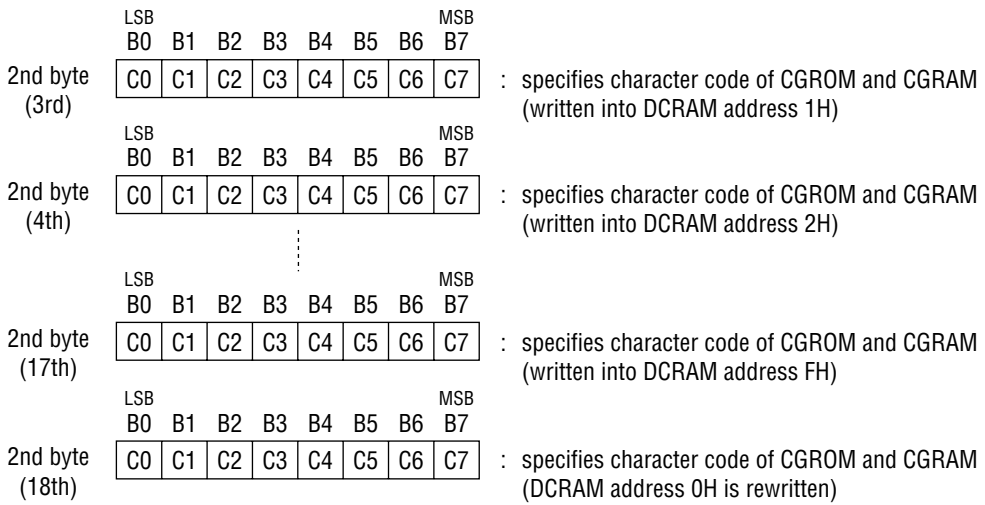 LSB MSB
B0 B1 B2 B3 B4 B5 B6 B7
2nd byte C0 C1 C2 C3 C4 C5 C6 C7 : specifies character code of CGROM and CGRAM
(3rd) (written into DCRAM address 1H)
LSB MSB
B0 B1 B2 B3 B4 B5 B6 B7
2nd byte C0 C1 C2 C3 C4 C5 C6 C7 : specifies character code of CGROM and CGRAM
(4th) (written into DCRAM address 2H)
LSB MSB
B0 B1 B2 B3 B4 B5 B6 B7
2nd byte C0 C1 C2 C3 C4 C5 C6 C7 : specifies character code of CGROM and CGRAM
(17th) (written into DCRAM address FH)
LSB MSB
B0 B1 B2 B3 B4 B5 B6 B7
2nd byte C0 C1 C2 C3 C4 C5 C6 C7 : specifies character code of CGROM and CGRAM
(18th) (DCRAM address 0H is rewritten)